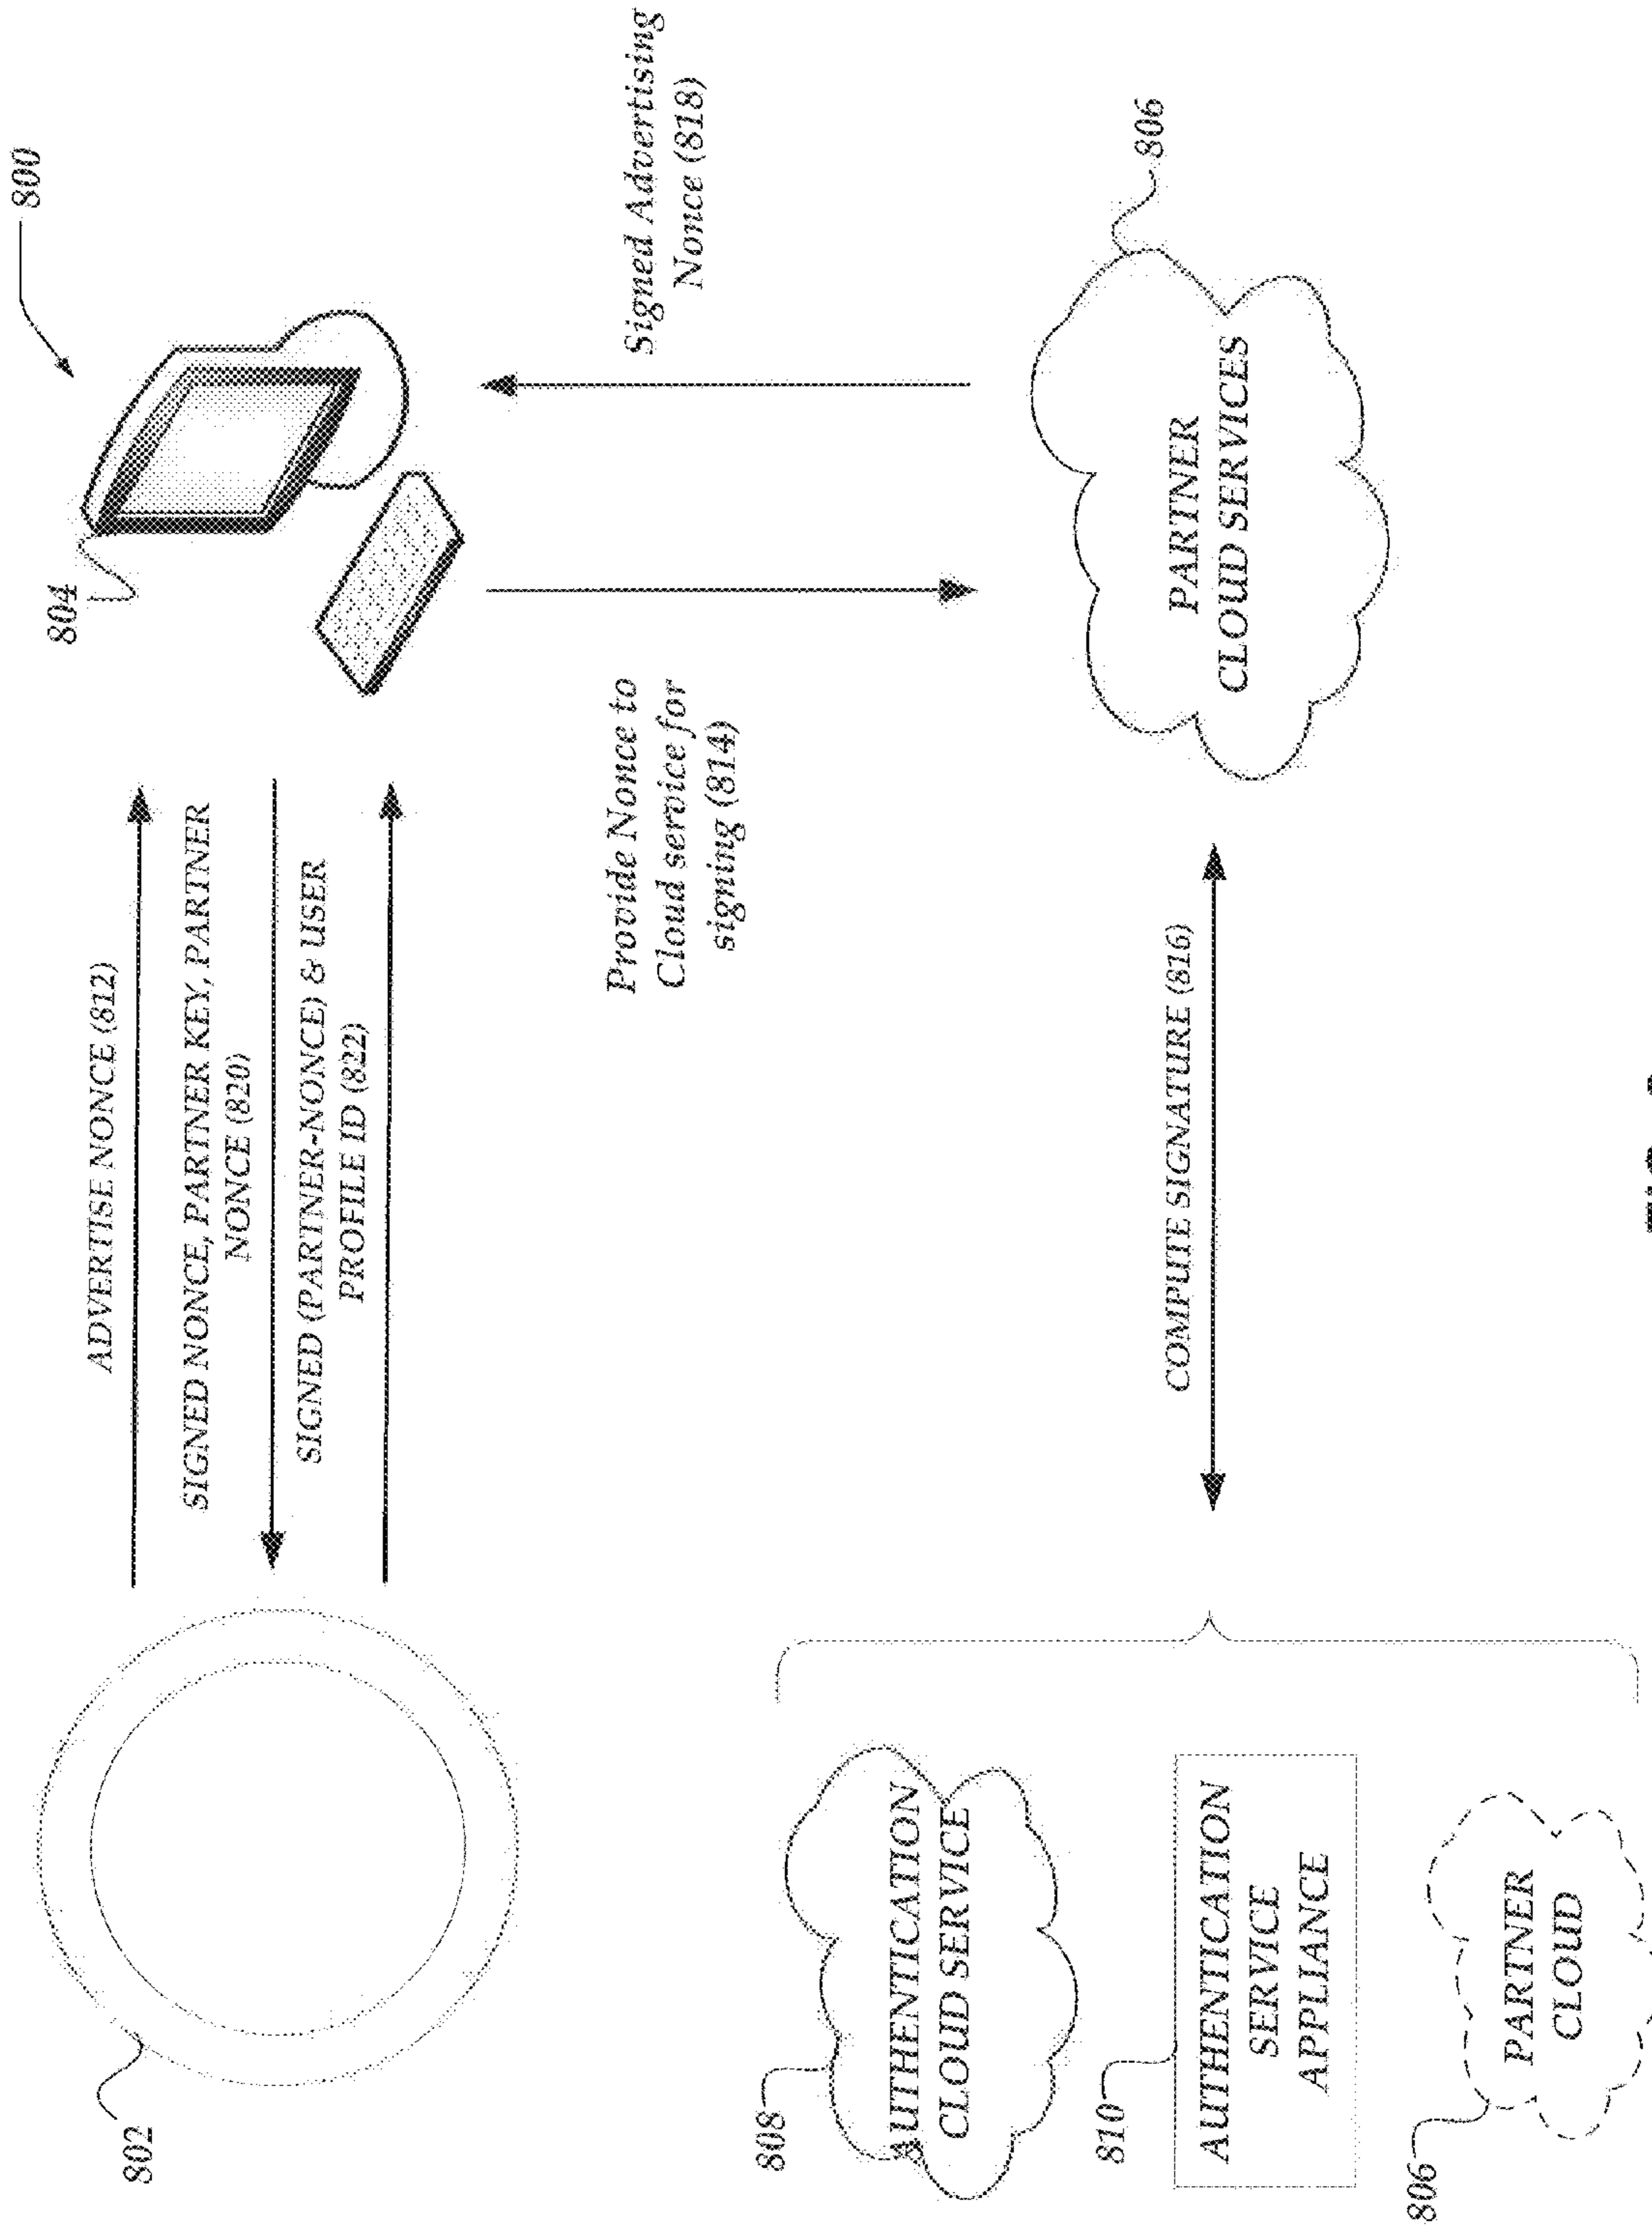 800
804
802
ADVERTISE NONCE (812)
SIGNED NONCE, PARTNER KEY, PARTNER
NONCE (820)
SIGNED (PARTNER-NONCE) & USER
PROFILE ID (822)
Provide Nonce to
Cloud service for
signing (814)
Signed Advertising
Nonce (818)
806
PARTNER
CLOUD SERVICES
COMPUTE SIGNATURE (816)
808
AUTHENTICATION
CLOUD SERVICE
810
AUTHENTICATION
SERVICE
APPLIANCE
806
PARTNER
CLOUD